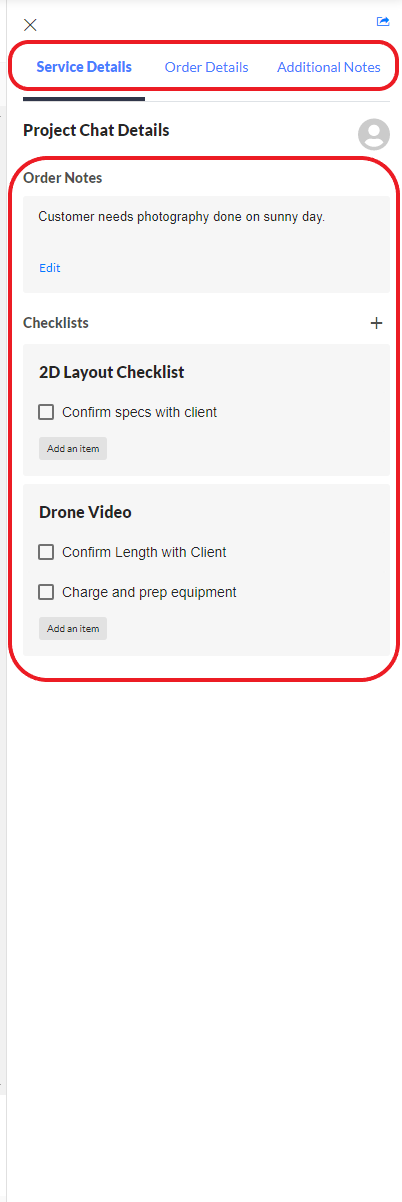 Service Details Order Details Additional Notes
Project Chat Details
Order Notes
Customer needs photography done on sunny day.
Edit
Checklists
2D Layout Checklist
Confirm specs with client
Add an item
Drone Video
Confirm Length with Client
Charge and prep equipment
Add an item